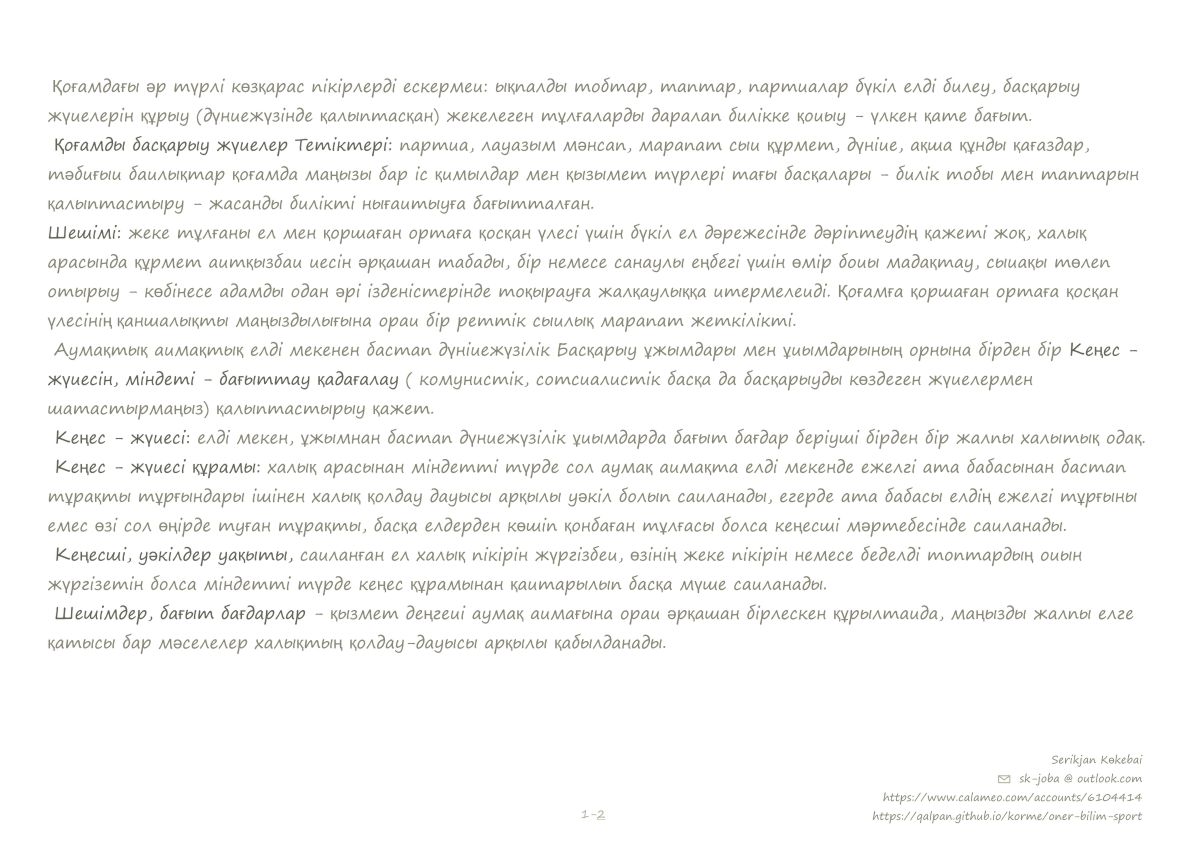 Қоғамдағы әр түрлі көзқарас пікірлерді ескермеи: ықпалды тобтар, таптар, партиалар бүкіл елді билеу, басқарыу
жүиелерін құрыу (дүниежүзінде қалыптасқан) жекелеген тұлғаларды даралап билікке қоиыу - үлкен қате бағыт.
Қоғамды басқарыу жүиелер Тетіктері: партиа, лауазым мәнсап, марапат сыи құрмет, дүніие, ақша құнды қағаздар,
тәбиғыи баилықтар қоғамда маңызы бар іс қимылдар мен қызымет түрлері тағы басқалары - билік тобы мен таптарын
қалыптастыру - жасанды билікті нығаитыуға бағытталған.
Шешімі: жеке тұлғаны ел мен қоршаған ортаға қосқан үлесі үшін бүкіл ел дәрежесінде дәріптеудің қажеті жоқ, халық
арасында құрмет аитқызбаи иесін әрқашан табады, бір немесе санаулы еңбегі үшін өмір боиы мадақтау, сыиақы төлеп
отырыу - көбінесе адамды одан әрі ізденістерінде тоқырауға жалқаулыққа итермелеиді. Қоғамға қоршаған ортаға қосқан
үлесінің қаншалықты маңыздылығына ораи бір реттік сыилық марапат жеткілікті.
Аумақтық аимақтық елді мекенен бастап дүніиежүзілік Басқарыу ұжымдары мен ұиымдарының орнына бірден бір Кеңес -
жүиесін, міндеті - бағыттау қадағалау ( комунистік, сотсиалистік басқа да басқарыуды көздеген жүиелермен
шатастырмаңыз) қалыптастырыу қажет.
Кеңес - жүиесі: елді мекен, ұжымнан бастап дүниежүзілік ұиымдарда бағыт бағдар беріуші бірден бір жалпы халытық одақ.
Кеңес - жүиесі құрамы: халық арасынан міндетті түрде сол аумақ аимақта елді мекенде ежелгі ата бабасынан бастап
тұрақты тұрғындары ішінен халық қолдау дауысы арқылы уәкіл болып саиланады, егерде ата бабасы елдің ежелгі тұрғыны
емес өзі сол өңірде туған тұрақты, басқа елдерден көшіп қонбаған тұлғасы болса кеңесші мәртебесінде саиланады.
Кеңесші, уәкілдер уақыты, саиланған ел халық пікірін жүргізбеи, өзінің жеке пікірін немесе беделді топтардың оиын
жүргізетін болса міндетті түрде кеңес құрамынан қаитарылып басқа мүше саиланады.
Шешімдер, бағыт бағдарлар - қызмет деңгеиі аумақ аимағына ораи әрқашан бірлескен құрылтаида, маңызды жалпы елге
қатысы бар мәселелер халықтың қолдау-дауысы арқылы қабылданады.
Serikjan Kөkebai
sk-joba @ outlook.com
https://www.calameo.com/accounts/6104414
1-2
https://qalpan.github.io/korme/oner-bilim-sport